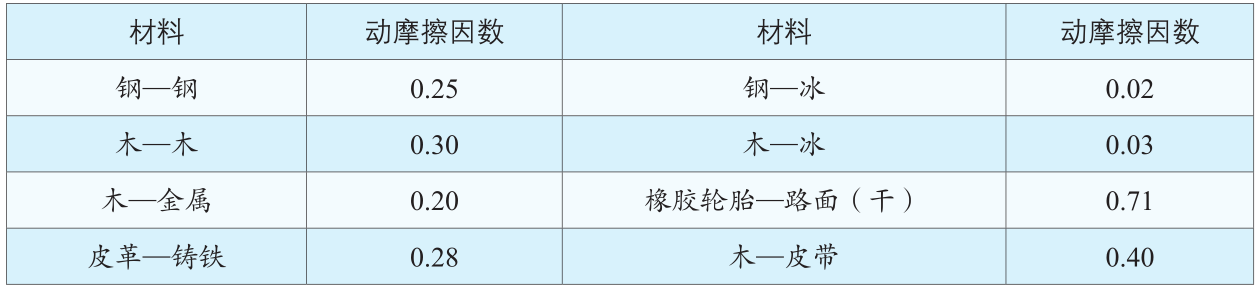 材料 动摩擦因数 材料 动摩擦因数
钢—钢 0.25 钢—冰 0.02
木—木 0.30 木—冰 0.03
木—金属 0.20 橡胶轮胎—路面（干） 0.71
皮革—铸铁 0.28 木—皮带 0.40